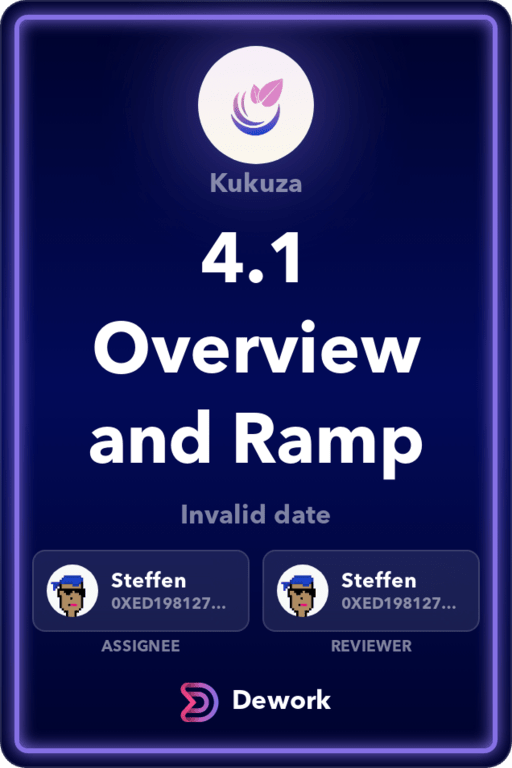 Kukuza
4.1
Overview
and Ramp
Invalid date
Steffen
0XED198127...
ASSIGNEE
Steffen
0XED198127...
REVIEWER
Dework